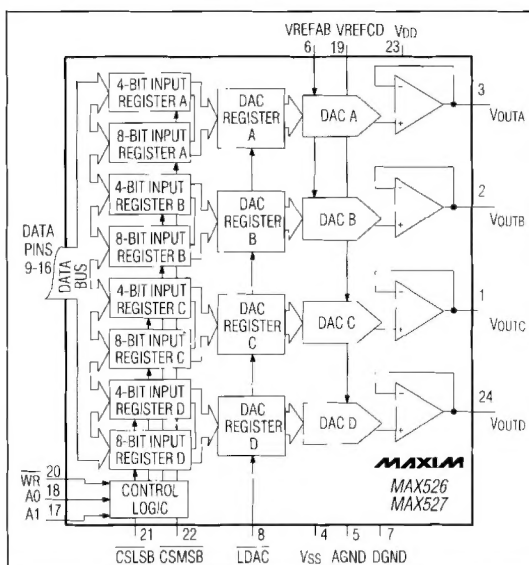 VREFAB VREFCD VDD
6 19 23
4-BIT INPUT
REGISTER A
8-BIT INPUT
REGISTER A
DAC
REGISTER
A
DAC A
3
VOUTA
4-BIT INPUT
REGISTER B
8-BIT INPUT
REGISTER B
DAC
REGISTER
B
DAC B
2
VOUTB
DATA
PINS
9-16
DATA
BUS
4-BIT INPUT
REGISTER C
8-BIT INPUT
REGISTER C
DAC
REGISTER
C
DAC C
1
VOUTC
4-BIT INPUT
REGISTER D
8-BIT INPUT
REGISTER D
DAC
REGISTER
D
DAC D
24
VOUTD
WR 20
A0 18
A1 17
CONTROL
LOGIC
MAXIM
MAX526
MAX527
21 22 8 4 5 7
CSLSB CSMSB LDAC VSS AGND DGND